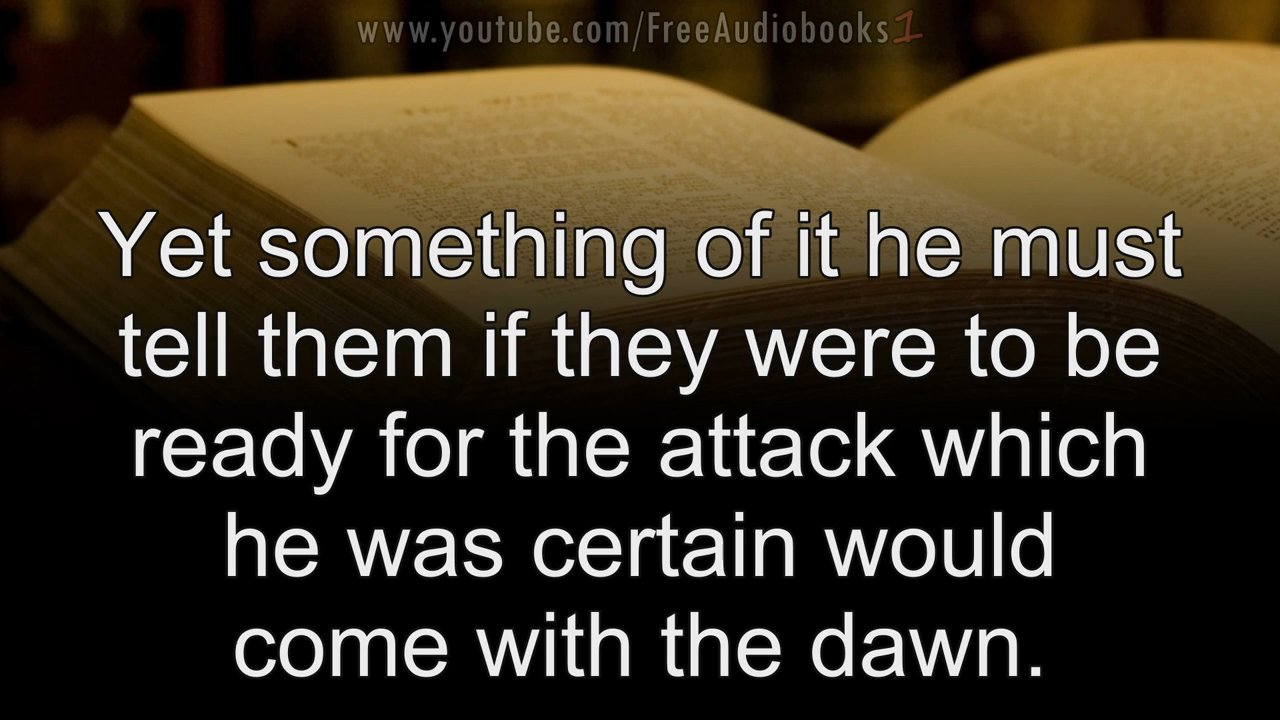 www.youtube.com/FreeAudiobooks1
Yet something of it he must
tell them if they were to be
ready for the attack which
he was certain would
come with the dawn.